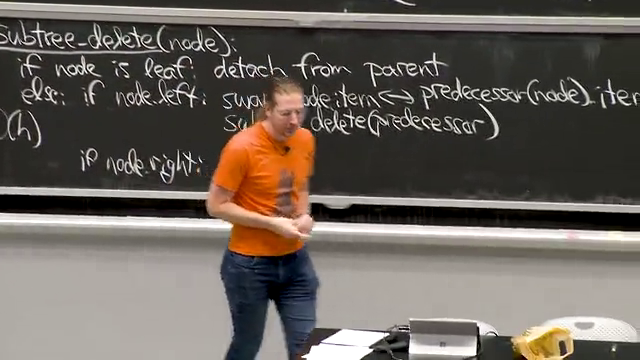 subtree_delete(node):
if node is leaf: detach from parent
else: if node.left: swap node.item ↔ predecessor(node).item
delete(predecessor)
(h)
if node.right: